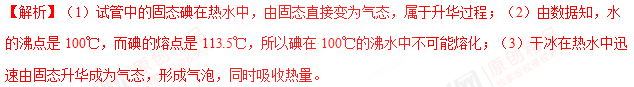 【解析】（1）试管中的固态碘在热水中，由固态直接变为气态，属于升华过程；（2）由数据知，水
的沸点是 100℃，而碘的熔点是 113.5℃，所以碘在 100℃的沸水中不可能熔化；（3）干冰在热水中迅
速由固态升华成为气态，形成气泡，同时吸收热量。